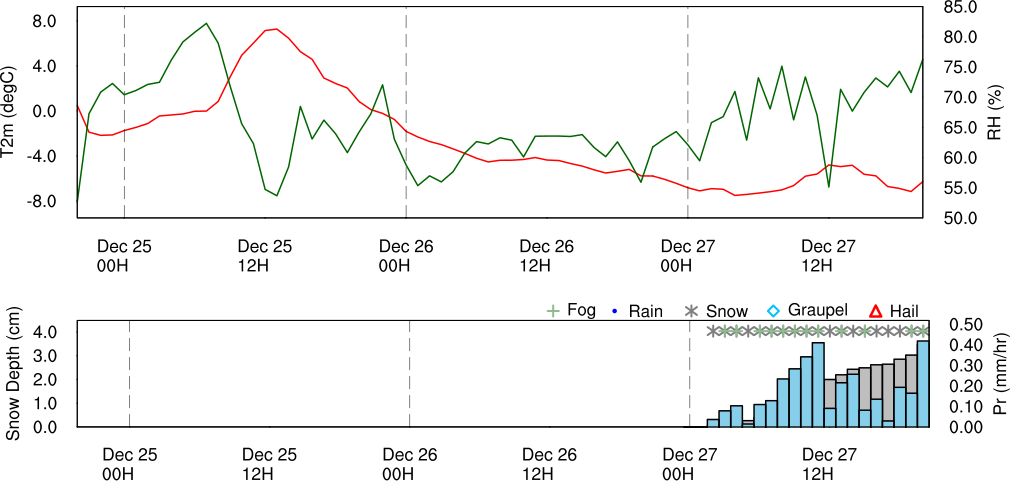 8.0
4.0
0.0
-4.0
-8.0
T2m (degC)
85.0
80.0
75.0
70.0
65.0
60.0
55.0
50.0
RH (%)
Dec 25 Dec 25 Dec 26 Dec 26 Dec 27 Dec 27
00H 12H 00H 12H 00H 12H
Fog Rain Snow Graupel Hail
4.0
3.0
2.0
1.0
0.0
Snow Depth (cm)
0.50
0.40
0.30
0.20
0.10
0.00
Pr (mm/hr)
Dec 25 Dec 25 Dec 26 Dec 26 Dec 27 Dec 27
00H 12H 00H 12H 00H 12H